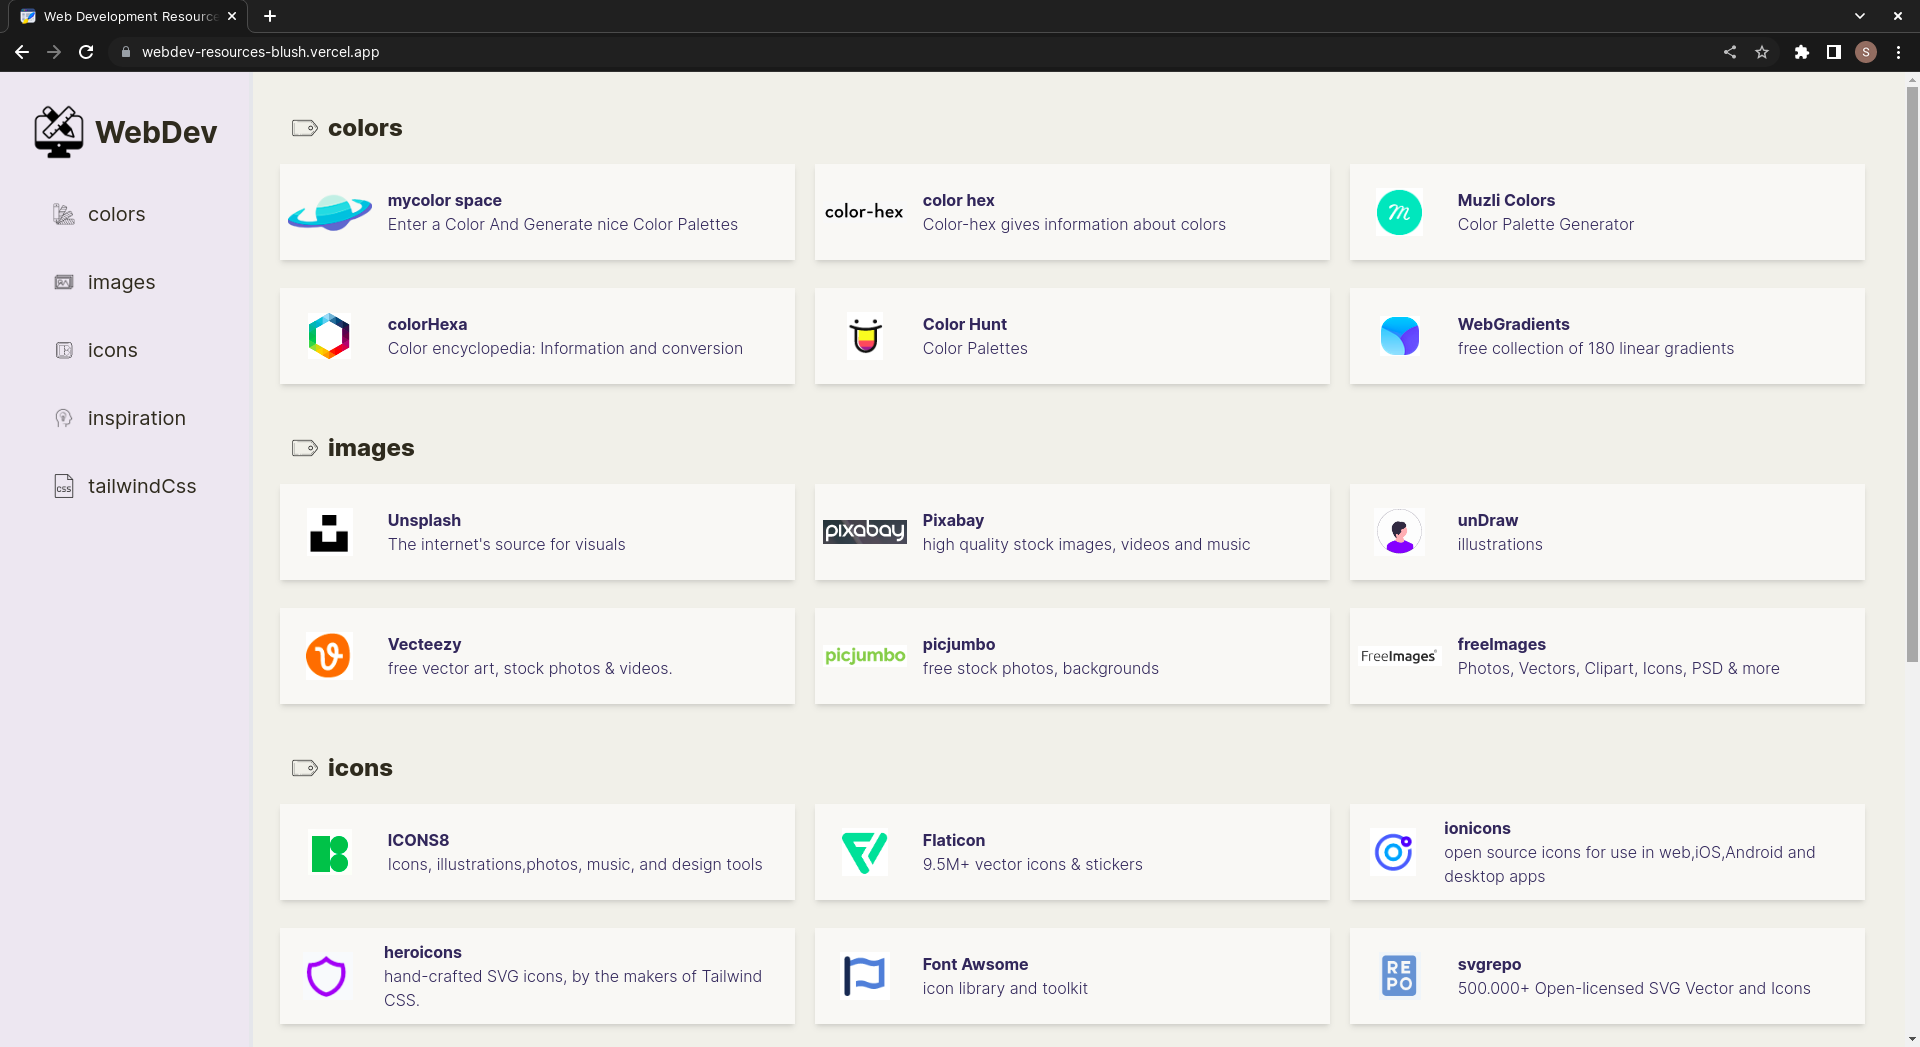 Web Development Resource
webdev-resources-blush.vercel.app
S
WebDev
colors
images
icons
inspiration
css
tailwindCss
colors
mycolor space
Enter a Color And Generate nice Color Palettes
color-hex
color hex
Color-hex gives information about colors
m
Muzli Colors
Color Palette Generator
colorHexa
Color encyclopedia: Information and conversion
Color Hunt
Color Palettes
WebGradients
free collection of 180 linear gradients
images
Unsplash
The internet's source for visuals
pixabay
Pixabay
high quality stock images, videos and music
unDraw
illustrations
Vecteezy
free vector art, stock photos & videos.
picjumbo
picjumbo
free stock photos, backgrounds
FreeImages
freeImages
Photos, Vectors, Clipart, Icons, PSD & more
icons
ICONS8
Icons, illustrations,photos, music, and design tools
Flaticon
9.5M+ vector icons & stickers
ionicons
open source icons for use in web,iOS,Android and
desktop apps
heroicons
hand-crafted SVG icons, by the makers of Tailwind
CSS.
Font Awsome
icon library and toolkit
RE
PO
svgrepo
500.000+ Open-licensed SVG Vector and Icons